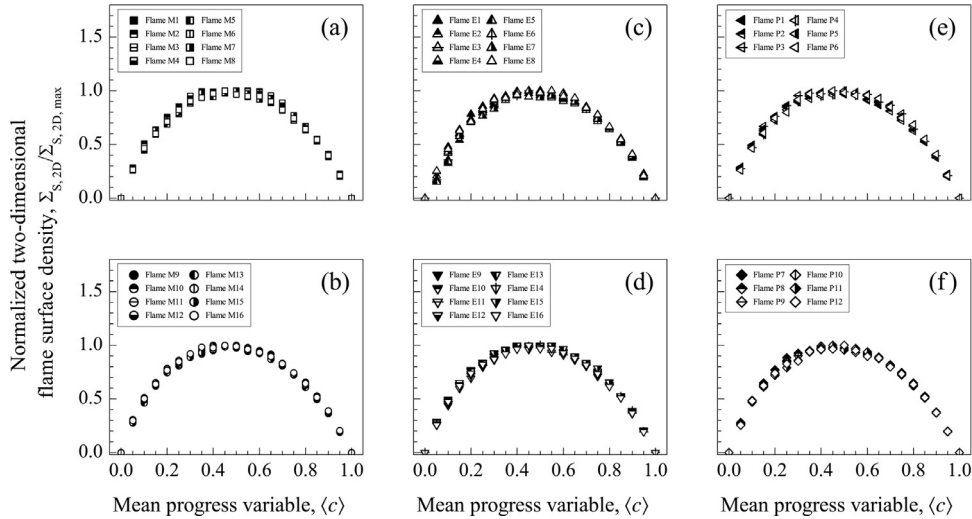 Normalized two-dimensional
flame surface density, Σ_S, 2D/Σ_S, 2D, max
1.5
1.0
0.5
0.0
Flame M1 Flame M5
Flame M2 Flame M6
Flame M3 Flame M7
Flame M4 Flame M8
(a)
Flame E1 Flame E5
Flame E2 Flame E6
Flame E3 Flame E7
Flame E4 Flame E8
(c)
Flame P1 Flame P4
Flame P2 Flame P5
Flame P3 Flame P6
(e)
1.5
1.0
0.5
0.0
Flame M9 Flame M13
Flame M10 Flame M14
Flame M11 Flame M15
Flame M12 Flame M16
(b)
Flame E9 Flame E13
Flame E10 Flame E14
Flame E11 Flame E15
Flame E12 Flame E16
(d)
Flame P7 Flame P10
Flame P8 Flame P11
Flame P9 Flame P12
(f)
0.0 0.2 0.4 0.6 0.8 1.0
0.0 0.2 0.4 0.6 0.8 1.0
0.0 0.2 0.4 0.6 0.8 1.0
Mean progress variable, ⟨c⟩
Mean progress variable, ⟨c⟩
Mean progress variable, ⟨c⟩